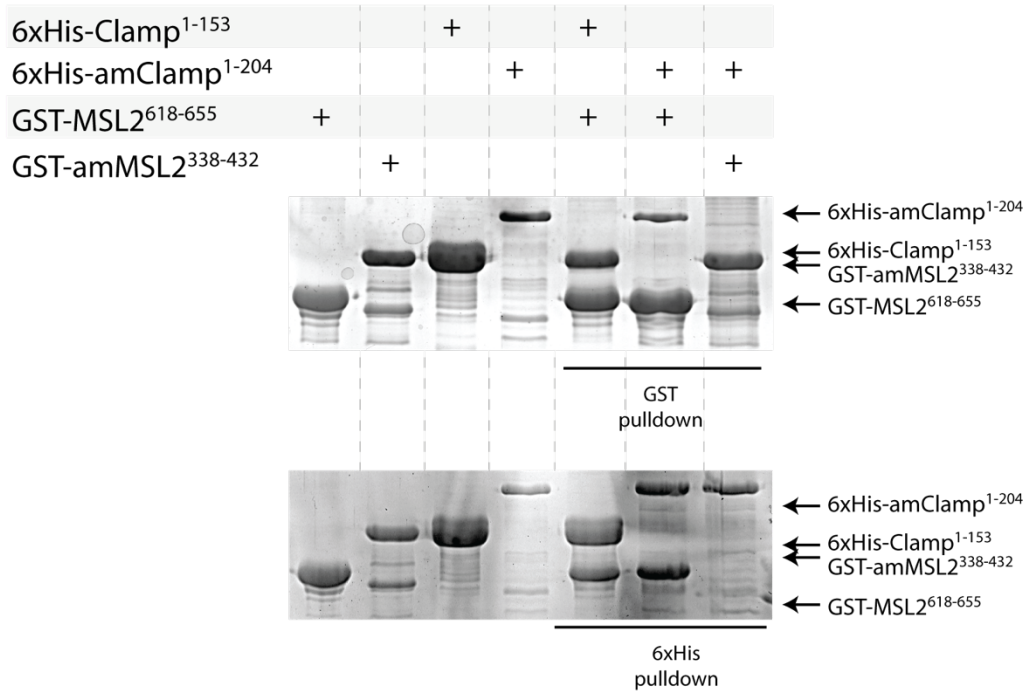 6xHis-Clamp¹⁻¹⁵³ + +
6xHis-amClamp¹⁻²⁰⁴ + + +
GST-MSL2⁶¹⁸⁻⁶⁵⁵ + + +
GST-amMSL2³³⁸⁻⁴³² + +
6xHis-amClamp¹⁻²⁰⁴
6xHis-Clamp¹⁻¹⁵³
GST-amMSL2³³⁸⁻⁴³²
GST-MSL2⁶¹⁸⁻⁶⁵⁵
GST
pulldown
6xHis-amClamp¹⁻²⁰⁴
6xHis-Clamp¹⁻¹⁵³
GST-amMSL2³³⁸⁻⁴³²
GST-MSL2⁶¹⁸⁻⁶⁵⁵
6xHis
pulldown